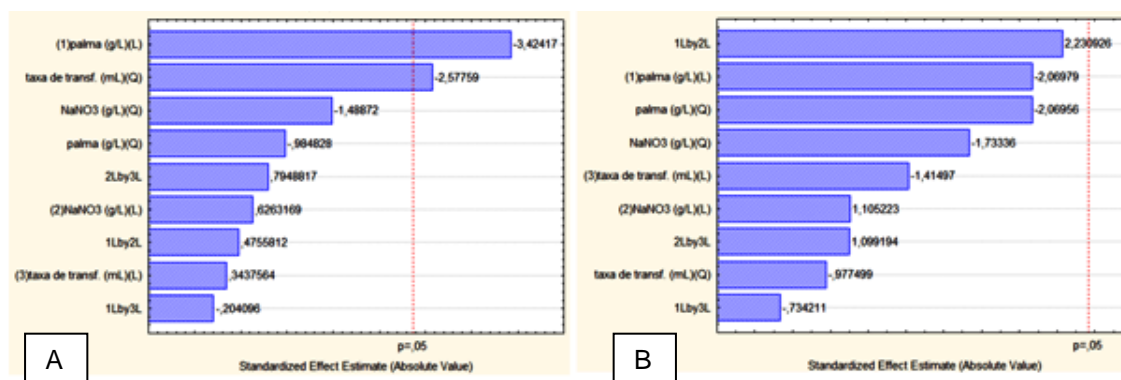 (1)palma (g/L)(L)
-3,42417
taxa de transf. (mL)(Q)
-2,57759
NaNO3 (g/L)(Q)
-1,48872
palma (g/L)(Q)
-,984828
2Lby3L
,7948817
(2)NaNO3 (g/L)(L)
,6263169
1Lby2L
,4755812
(3)taxa de transf. (mL)(L)
,3437564
1Lby3L
-,204096
p=,05
Standardized Effect Estimate (Absolute Value)
A
1Lby2L
2,230926
(1)palma (g/L)(L)
-2,06979
palma (g/L)(Q)
-2,06956
NaNO3 (g/L)(Q)
-1,73336
(3)taxa de transf. (mL)(L)
-1,41497
(2)NaNO3 (g/L)(L)
1,105223
2Lby3L
1,099194
taxa de transf. (mL)(Q)
-,977499
1Lby3L
-,734211
p=,05
Standardized Effect Estimate (Absolute Value)
B